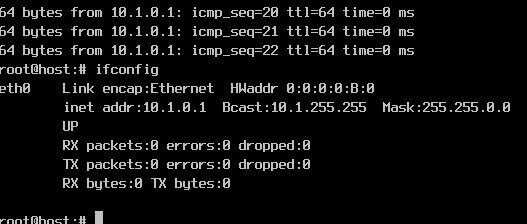 64 bytes from 10.1.0.1: icmp_seq=20 ttl=64 time=0 ms
64 bytes from 10.1.0.1: icmp_seq=21 ttl=64 time=0 ms
64 bytes from 10.1.0.1: icmp_seq=22 ttl=64 time=0 ms
root@host:# ifconfig
eth0    Link encap:Ethernet  HWaddr 0:0:0:0:B:0
        inet addr:10.1.0.1  Bcast:10.1.255.255  Mask:255.255.0.0
        UP
        RX packets:0 errors:0 dropped:0
        TX packets:0 errors:0 dropped:0
        RX bytes:0 TX bytes:0
root@host:#